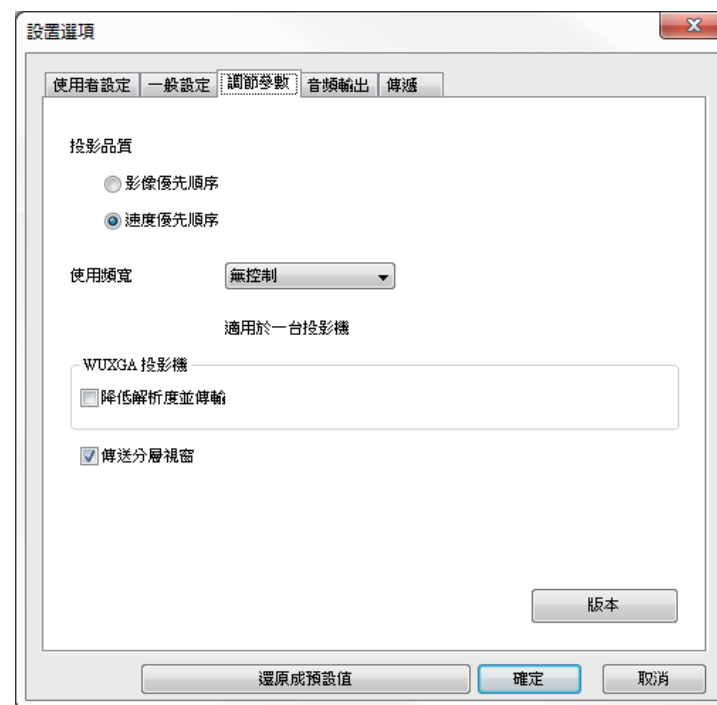 設置選項
使用者設定 一般設定 調節參數 音頻輸出 傳遞
投影品質
影像優先順序
速度優先順序
使用頻寬 無控制
適用於一台投影機
WUXGA 投影機
降低解析度並傳輸
傳送分層視窗
版本
還原成預設值 確定 取消